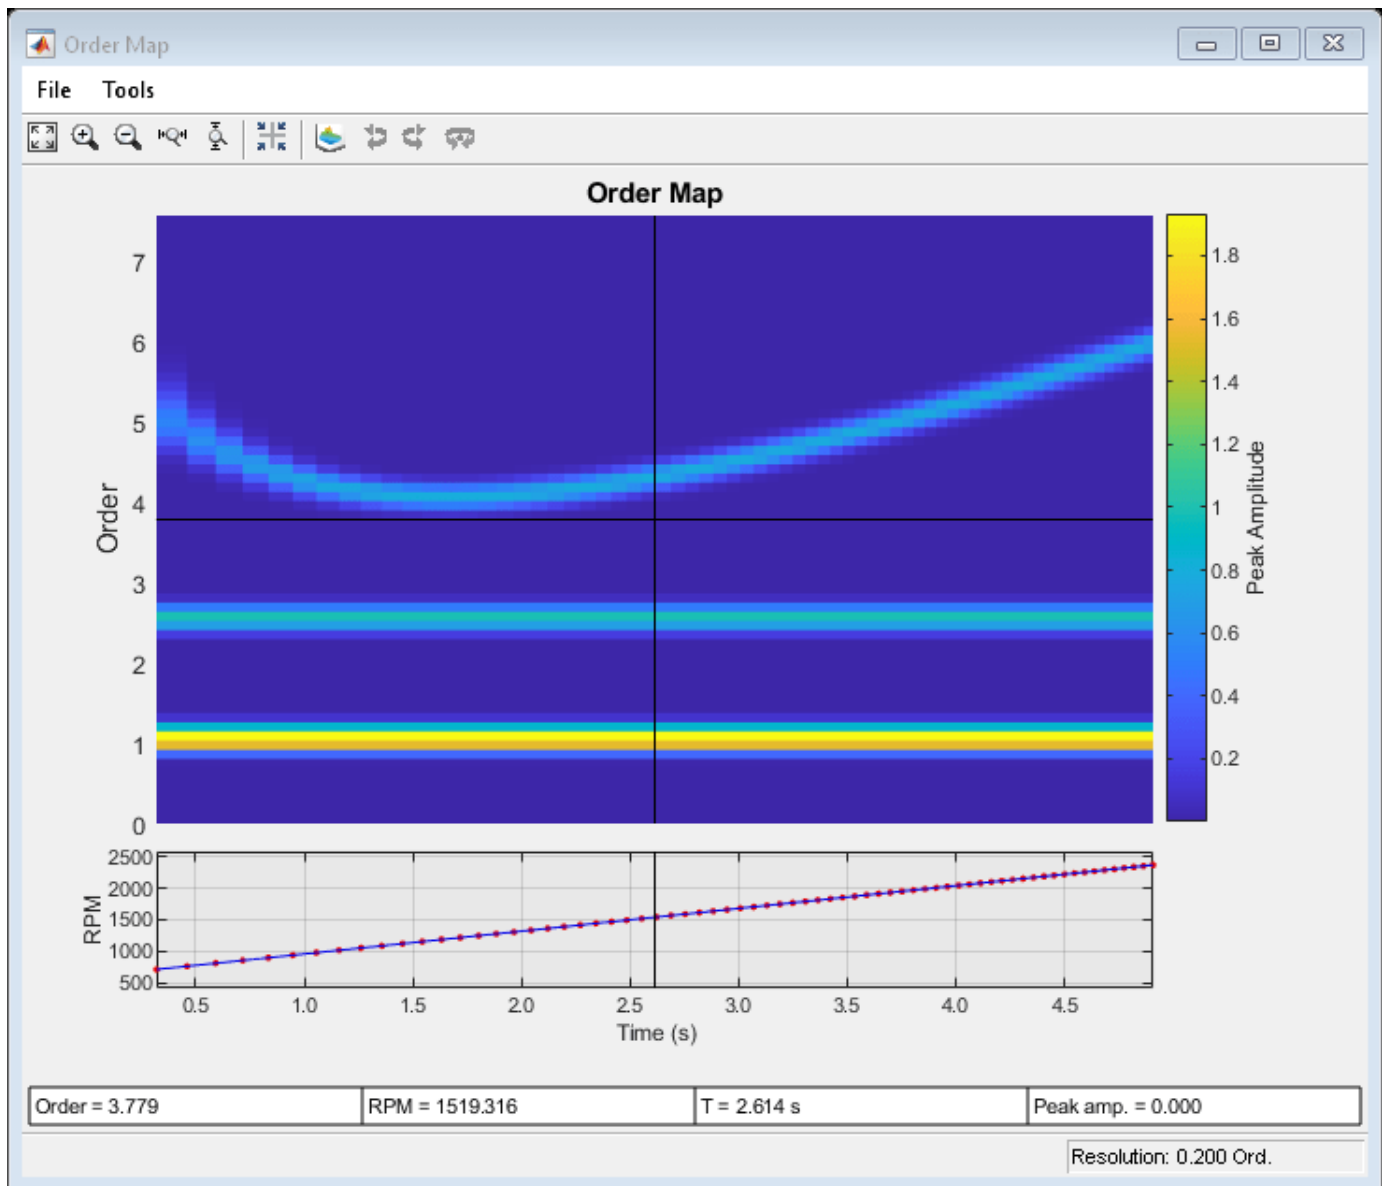 Order Map
File Tools
Order Map
7
6
5
4
3
2
1
0
Order
1.8
1.6
1.4
1.2
1
0.8
0.6
0.4
0.2
Peak Amplitude
2500
2000
1500
1000
500
RPM
0.5 1.0 1.5 2.0 2.5 3.0 3.5 4.0 4.5
Time (s)
Order = 3.779 RPM = 1519.316 T = 2.614 s Peak amp. = 0.000
Resolution: 0.200 Ord.